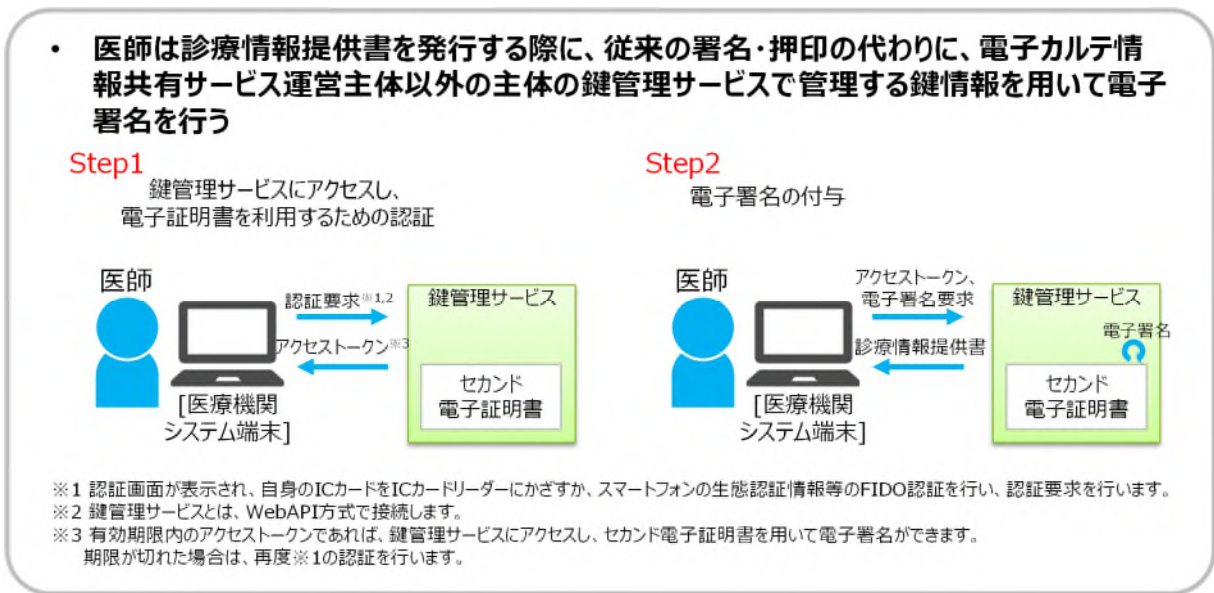 • 医師は診療情報提供書を発行する際に、従来の署名・押印の代わりに、電子カルテ情
報共有サービス運営主体以外の主体の鍵管理サービスで管理する鍵情報を用いて電子
署名を行う
Step1
鍵管理サービスにアクセスし、
電子証明書を利用するための認証
医師
認証要求※1,2
アクセストークン※3
鍵管理サービス
セカンド
電子証明書
[医療機関
システム端末]
Step2
電子署名の付与
医師
アクセストークン、
電子署名要求
診療情報提供書
鍵管理サービス
電子署名
セカンド
電子証明書
[医療機関
システム端末]
※1 認証画面が表示され、自身のICカードをICカードリーダーにかざすか、スマートフォンの生態認証情報等のFIDO認証を行い、認証要求を行います。
※2 鍵管理サービスとは、WebAPI方式で接続します。
※3 有効期限内のアクセストークンであれば、鍵管理サービスにアクセスし、セカンド電子証明書を用いて電子署名ができます。
期限が切れた場合は、再度※1の認証を行います。